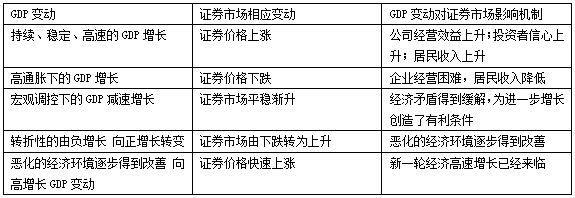 GDP 变动 证券市场相应变动 GDP 变动对证券市场影响机制
持续、稳定、高速的 GDP 增长 证券价格上涨 公司经营效益上升；投资者信心上
升；居民收入上升
高通胀下的 GDP 增长 证券价格下跌 企业经营困难，居民收入降低
宏观调控下的 GDP 减速增长 证券市场平稳渐升 经济矛盾得到缓解，为进一步增长
创造了有利条件
转折性的由负增长 向正增长转变 证券市场由下跌转为上升 恶化的经济环境逐步得到改善
恶化的经济环境逐步得到改善 向 证券价格快速上涨 新一轮经济高速增长已经来临
高增长 GDP 变动